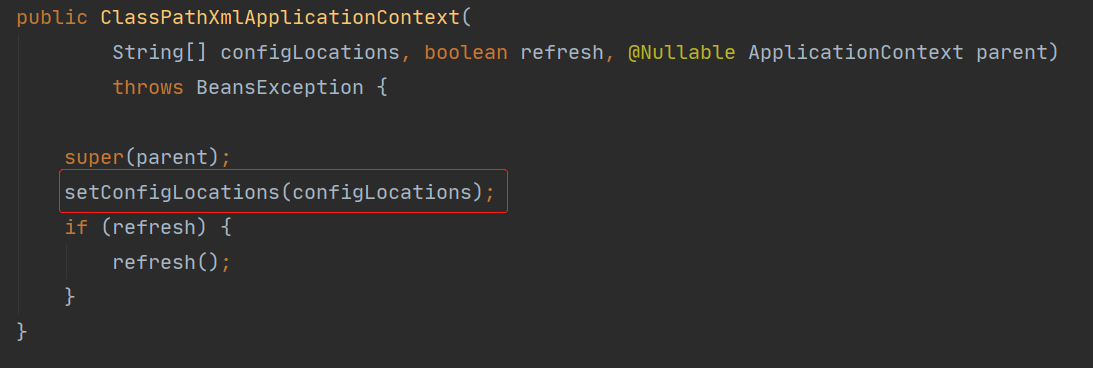 public ClassPathXmlApplicationContext(
String[] configLocations, boolean refresh, @Nullable ApplicationContext parent)
throws BeansException {
super(parent);
setConfigLocations(configLocations);
if (refresh) {
refresh();
}
}